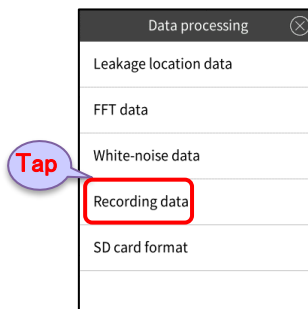 Data processing
Leakage location data
FFT data
White-noise data
Tap
Recording data
SD card format